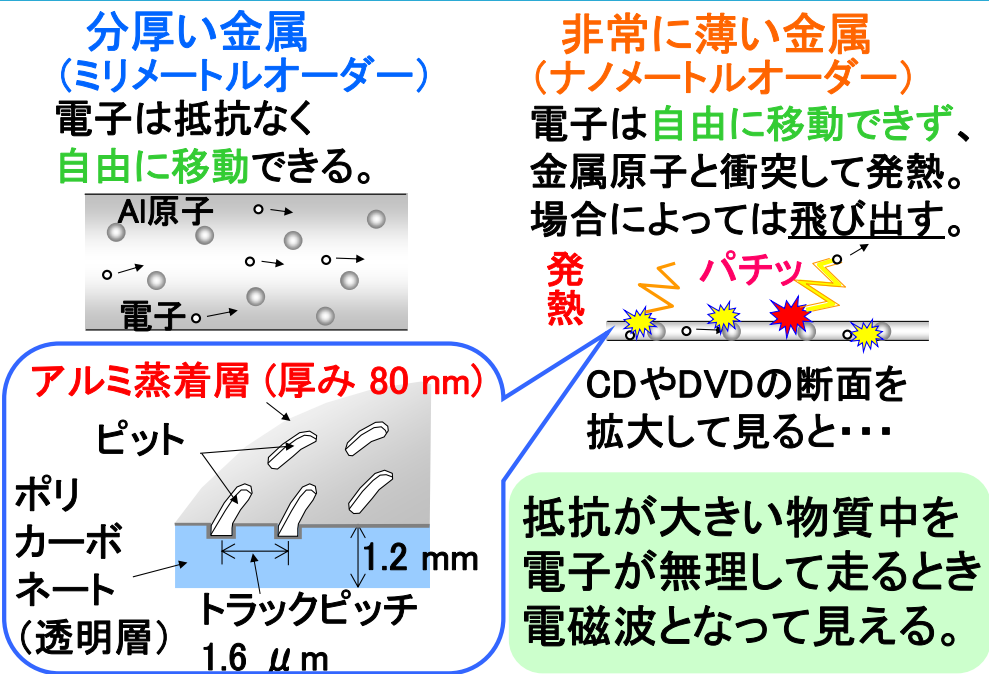 分厚い金属
（ミリメートルオーダー）
電子は抵抗なく
自由に移動できる。
Al原子
電子
非常に薄い金属
（ナノメートルオーダー）
電子は自由に移動できず、
金属原子と衝突して発熱。
場合によっては飛び出す。
発熱
パチッ
CDやDVDの断面を
拡大して見ると・・・
アルミ蒸着層（厚み 80 nm）
ピット
ポリ
カーボ
ネート
（透明層）
1.2 mm
トラックピッチ
1.6 μm
抵抗が大きい物質中を
電子が無理して走るとき
電磁波となって見える。